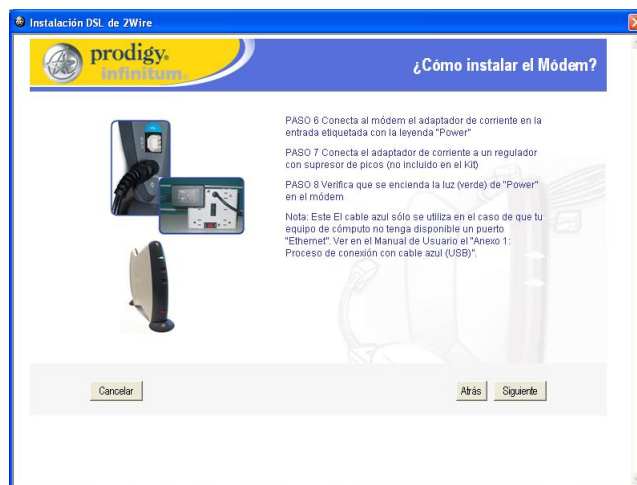 Instalación DSL de 2Wire
prodigy.
infinitum.
¿Cómo instalar el Módem?
PASO 6 Conecta al módem el adaptador de corriente en la
entrada etiquetada con la leyenda "Power"
PASO 7 Conecta el adaptador de corriente a un regulador
con supresor de picos (no incluido en el Kit)
PASO 8 Verifica que se encienda la luz (verde) de "Power"
en el módem
Nota: Este El cable azul sólo se utiliza en el caso de que tu
equipo de cómputo no tenga disponible un puerto
"Ethernet". Ver en el Manual de Usuario el "Anexo 1:
Proceso de conexión con cable azul (USB)".
Cancelar
Atrás
Siguiente